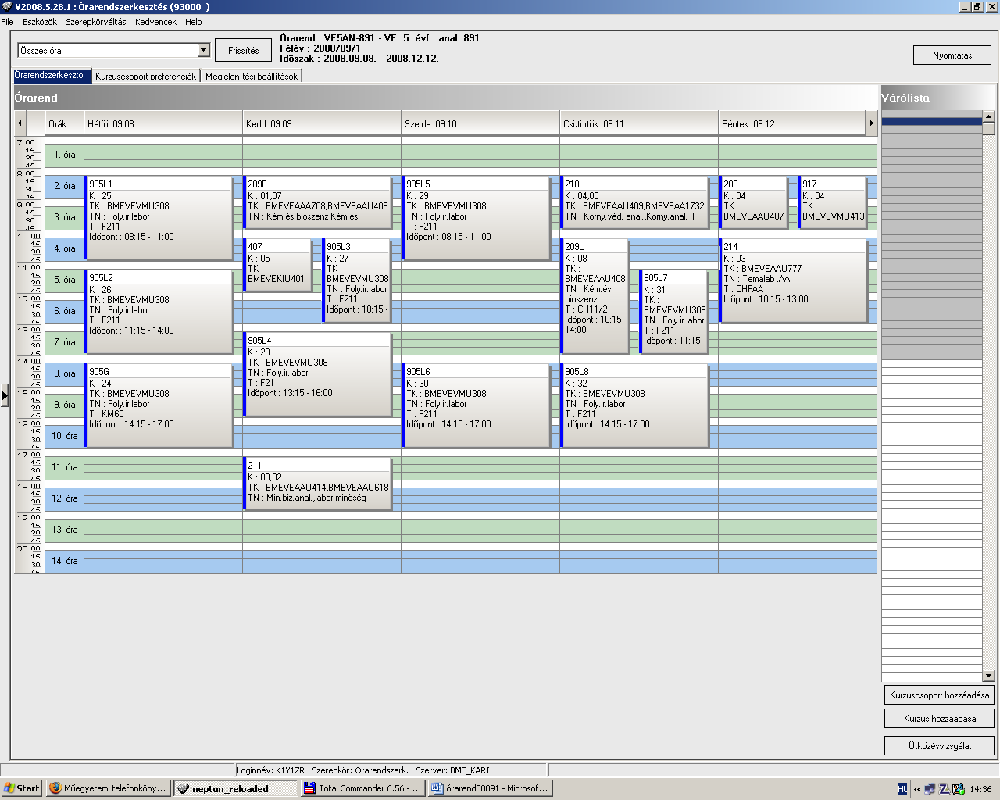 V2008.5.28.1 : Órarendszerkesztés (93000 )
File Eszközök Szerepkörváltás Kedvencek Help
Összes óra
Frissítés
Órarend : VE5AN-891 - VE 5. évf. anal 891
Félév : 2008/09/1
Időszak : 2008.09.08. - 2008.12.12.
Nyomtatás
Órarendszerkeszto Kurzuscsoport preferenciák Megjelenítési beállítások
Órarend
Várólista
Órák Hétfő 09.08. Kedd 09.09. Szerda 09.10. Csütörtök 09.11. Péntek 09.12.
1. óra
2. óra
3. óra
4. óra
5. óra
6. óra
7. óra
8. óra
9. óra
10. óra
11. óra
12. óra
13. óra
14. óra
905L1
K : 25
TK : BMEVEVMU308
TN : Foly.ir.labor
T : F211
Időpont : 08:15 - 11:00
905L2
K : 26
TK : BMEVEVMU308
TN : Foly.ir.labor
T : F211
Időpont : 11:15 - 14:00
905G
K : 24
TK : BMEVEVMU308
TN : Foly.ir.labor
T : KM65
Időpont : 14:15 - 17:00
209E
K : 01,07
TK : BMEVEAAA708,BMEVEAAU408
TN : Kém.és bioszenz,Kém.és
407
K : 05
TK :
BMEVEKIU401
905L3
K : 27
TK :
BMEVEVMU308
TN : Foly.ir.labor
T : F211
Időpont : 10:15 -
905L4
K : 28
TK : BMEVEVMU308
TN : Foly.ir.labor
T : F211
Időpont : 13:15 - 16:00
211
K : 03,02
TK : BMEVEAAU414,BMEVEAAU618
TN : Min.biz.anal.,labor.minőség
905L5
K : 29
TK : BMEVEVMU308
TN : Foly.ir.labor
T : F211
Időpont : 08:15 - 11:00
905L6
K : 30
TK : BMEVEVMU308
TN : Foly.ir.labor
T : F211
Időpont : 14:15 - 17:00
210
K : 04,05
TK : BMEVEAAU409,BMEVEAA1732
TN : Körny.véd. anal.,Körny.anal. II
209L
K : 08
TK :
BMEVEAAU408
TN : Kém.és
bioszenz.
T : CH11/2
Időpont : 10:15 -
14:00
905L7
K : 31
TK :
BMEVEVMU308
TN : Foly.ir.labor
T : F211
Időpont : 11:15 -
905L8
K : 32
TK : BMEVEVMU308
TN : Foly.ir.labor
T : F211
Időpont : 14:15 - 17:00
208
K : 04
TK :
BMEVEAAU407
917
K : 04
TK :
BMEVEVMU413
214
K : 03
TK : BMEVEAAU777
TN : Temalab .AA
T : CHFAA
Időpont : 10:15 - 13:00
Kurzuscsoport hozzáadása
Kurzus hozzáadása
Ütközésvizsgálat
Loginnév: K1Y1ZR Szerepkör: Órarendszerk. Szerver: BME_KARI
Start Műegyetemi telefonköny... neptun_reloaded Total Commander 6.56 - ... órarend08091 - Microsof... HU « 14:36